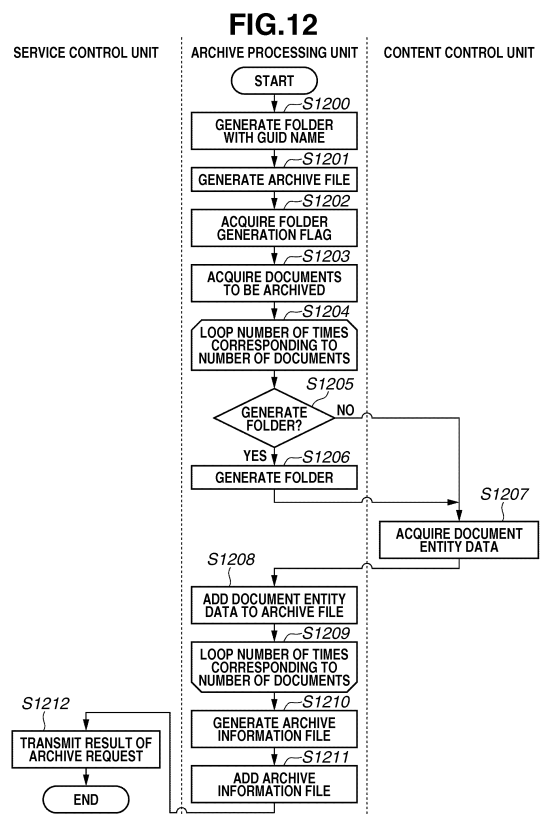 FIG.12
SERVICE CONTROL UNIT
ARCHIVE PROCESSING UNIT
CONTENT CONTROL UNIT
START
S1200
GENERATE FOLDER
WITH GUID NAME
S1201
GENERATE ARCHIVE FILE
S1202
ACQUIRE FOLDER
GENERATION FLAG
S1203
ACQUIRE DOCUMENTS
TO BE ARCHIVED
S1204
LOOP NUMBER OF TIMES
CORRESPONDING TO
NUMBER OF DOCUMENTS
S1205
GENERATE
FOLDER?
NO
YES
S1206
GENERATE FOLDER
S1207
ACQUIRE DOCUMENT
ENTITY DATA
S1208
ADD DOCUMENT ENTITY
DATA TO ARCHIVE FILE
S1209
LOOP NUMBER OF TIMES
CORRESPONDING TO
NUMBER OF DOCUMENTS
S1210
GENERATE ARCHIVE
INFORMATION FILE
S1211
ADD ARCHIVE
INFORMATION FILE
S1212
TRANSMIT RESULT OF
ARCHIVE REQUEST
END